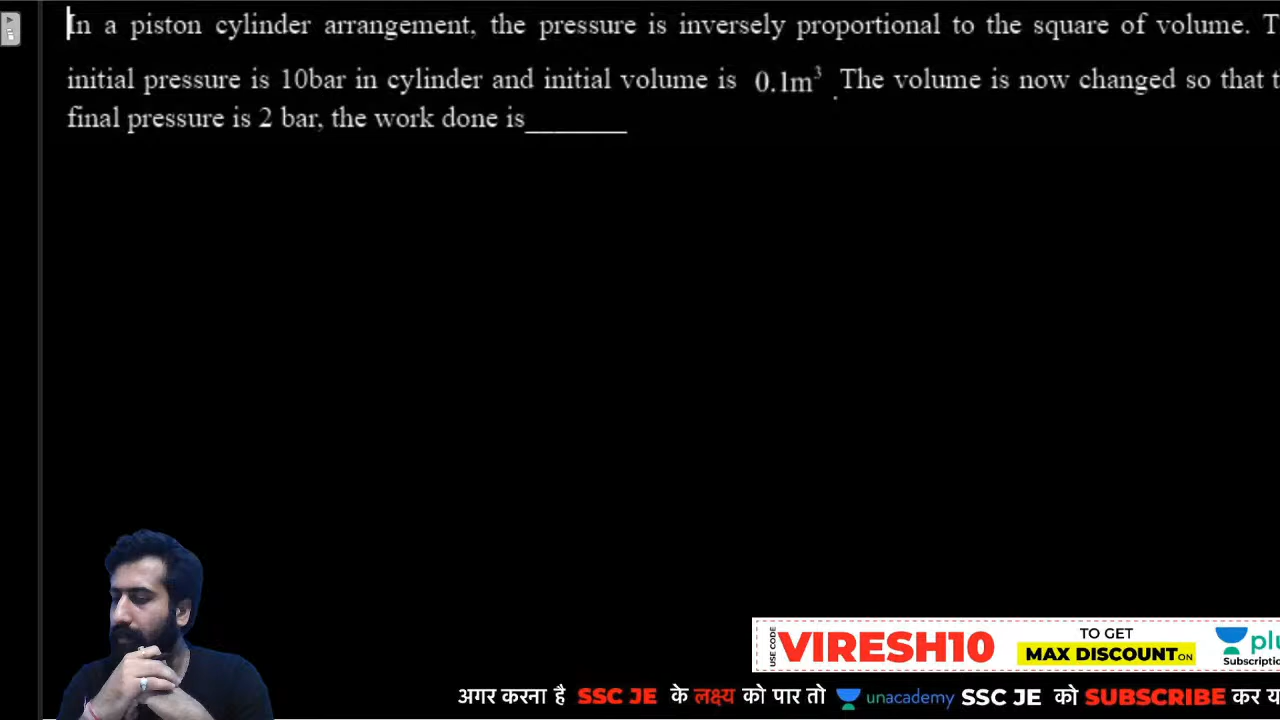 In a piston cylinder arrangement, the pressure is inversely proportional to the square of volume.
initial pressure is 10bar in cylinder and initial volume is 0.1m³ .The volume is now changed so that
final pressure is 2 bar, the work done is_______
USE CODE
VIRESH10
TO GET
MAX DISCOUNT ON
plu
Subscriptio
अगर करना है SSC JE के लक्ष्य को पार तो unacademy SSC JE को SUBSCRIBE कर